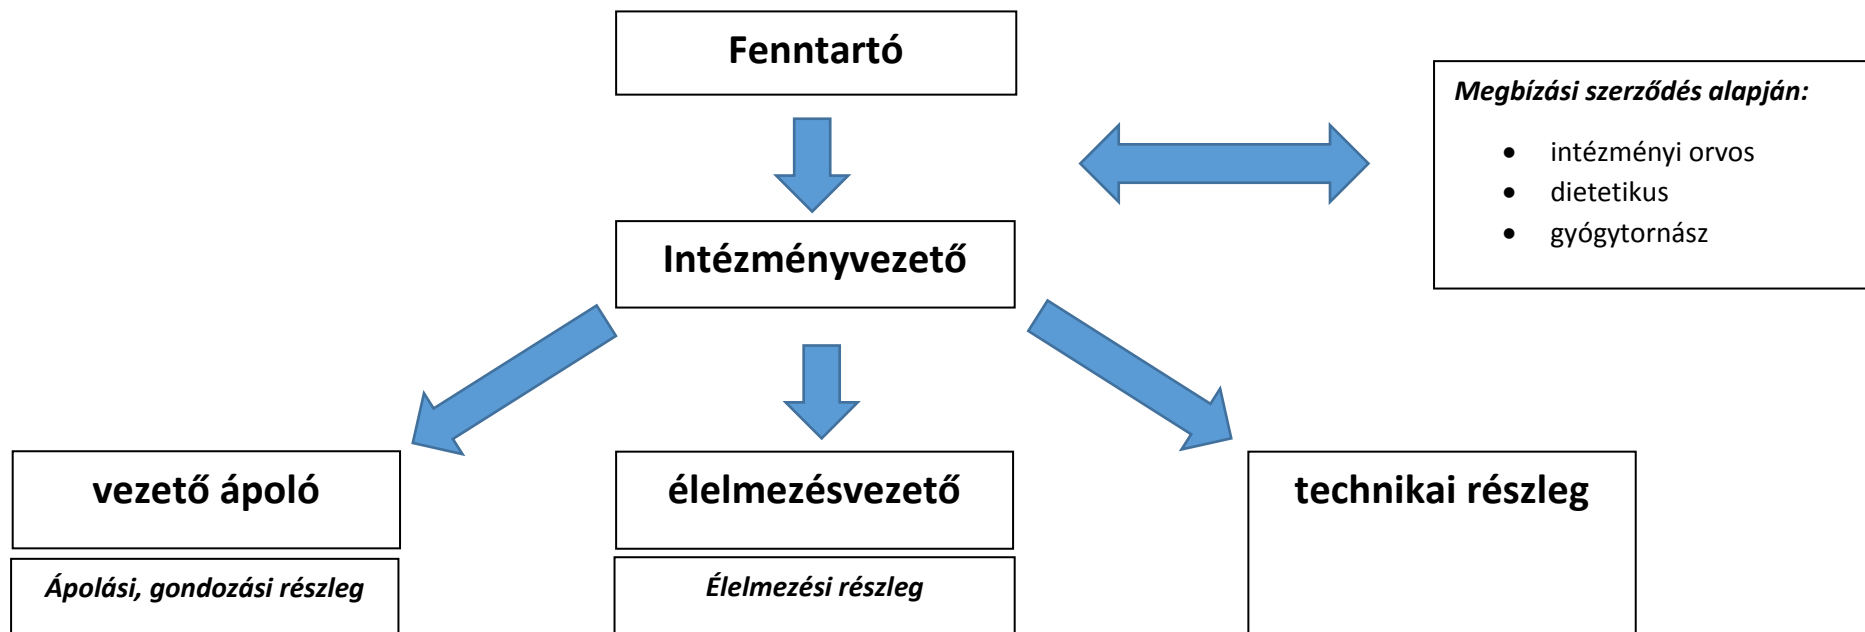 Fenntartó
Megbízási szerződés alapján:
• intézményi orvos
• dietetikus
• gyógytornász
Intézményvezető
vezető ápoló
élelmezésvezető
technikai részleg
Ápolási, gondozási részleg
Élelmezési részleg